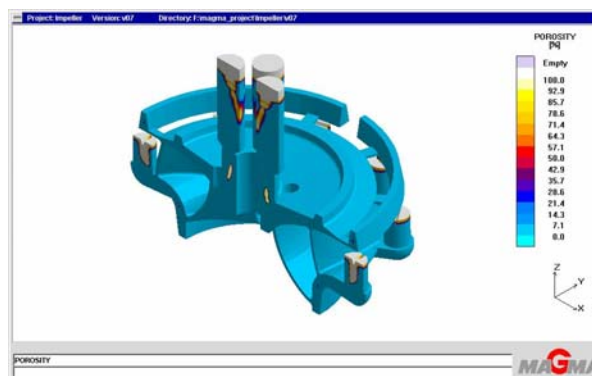 Project: Impeller Version: v07 Directory: F:\magma_project\Impeller\v07
POROSITY
[%]
Empty
100.0
92.9
85.7
78.6
71.4
64.3
57.1
50.0
42.9
35.7
28.6
21.4
14.3
7.1
0.0
Z
Y
X
POROSITY
MAGMA